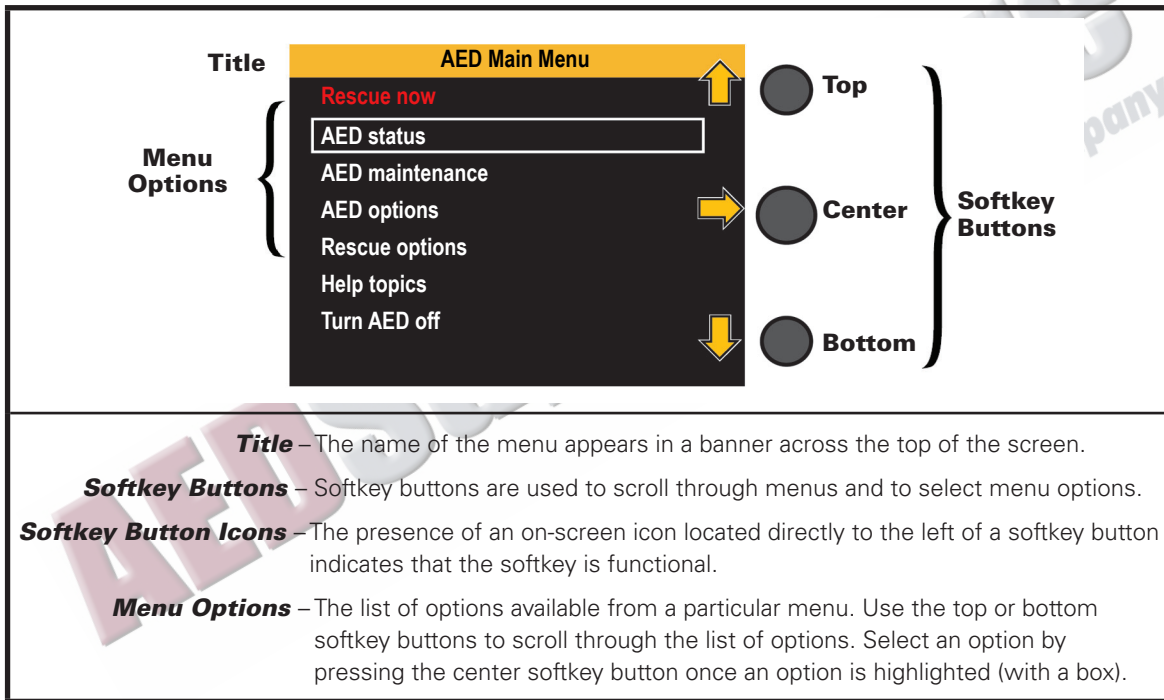 Title
AED Main Menu
Rescue now
AED status
AED maintenance
AED options
Rescue options
Help topics
Turn AED off
Menu
Options
Top
Center
Bottom
Softkey
Buttons
pany
Title – The name of the menu appears in a banner across the top of the screen.
Softkey Buttons – Softkey buttons are used to scroll through menus and to select menu options.
Softkey Button Icons – The presence of an on-screen icon located directly to the left of a softkey button
indicates that the softkey is functional.
Menu Options – The list of options available from a particular menu. Use the top or bottom
softkey buttons to scroll through the list of options. Select an option by
pressing the center softkey button once an option is highlighted (with a box).
AED